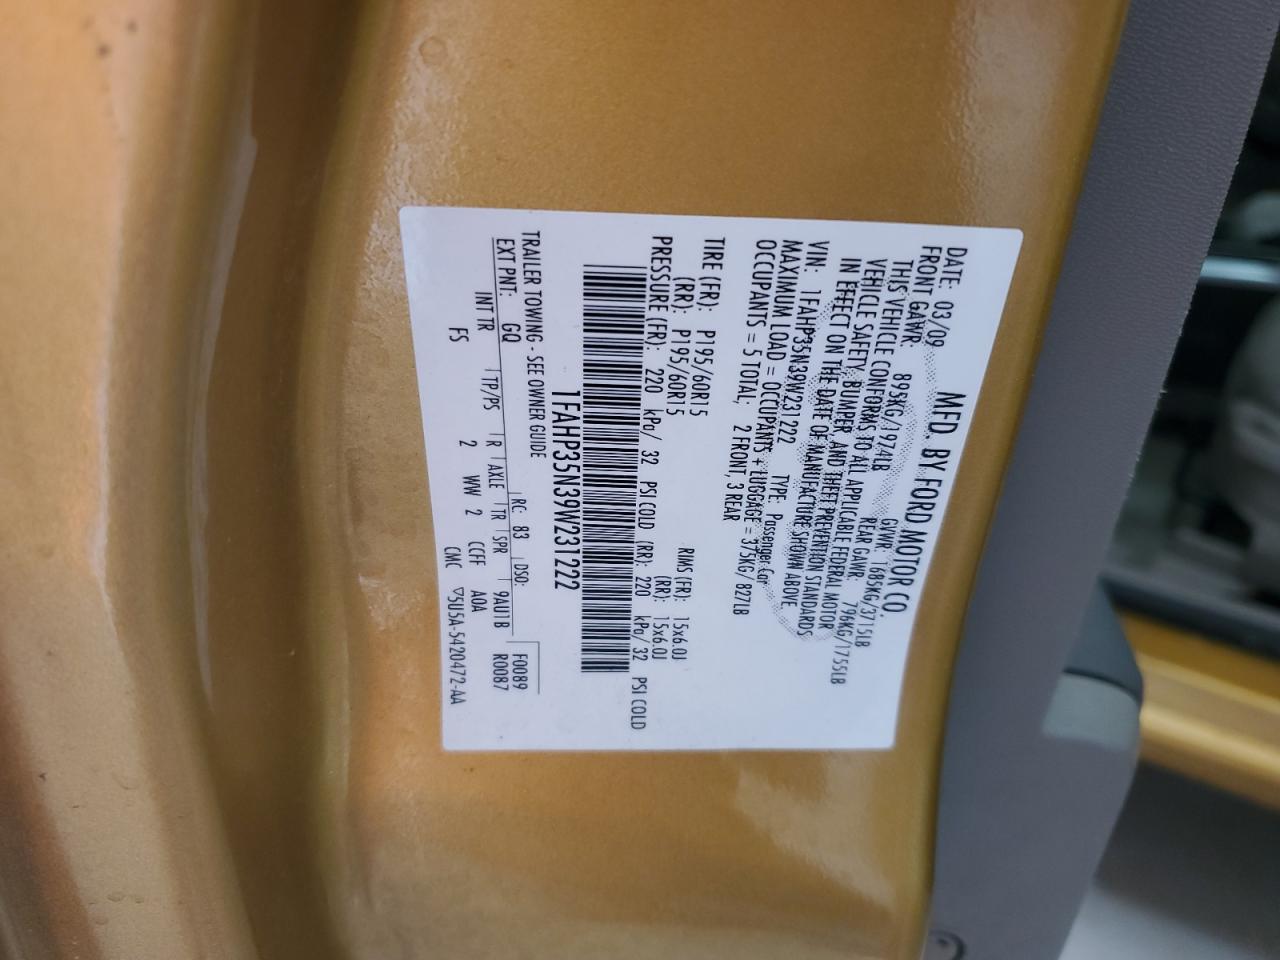 MFD. BY FORD MOTOR CO.
DATE: 03/09 GVWR: 1685KG/3715LB
FRONT GAWR: 895KG/1974LB REAR GAWR: 796KG/1755LB
THIS VEHICLE CONFORMS TO ALL APPLICABLE FEDERAL MOTOR
VEHICLE SAFETY, BUMPER, AND THEFT PREVENTION STANDARDS
IN EFFECT ON THE DATE OF MANUFACTURE SHOWN ABOVE
VIN: 1FAHP35N39W231222 TYPE: Passenger Car
MAXIMUM LOAD = OCCUPANTS + LUGGAGE = 375KG/ 827LB
OCCUPANTS = 5 TOTAL; 2 FRONT, 3 REAR
TIRE (FR): P195/60R15 RIMS (FR): 15x6.0J
(RR): P195/60R15 (RR): 15x6.0J
PRESSURE (FR): 220 kPa/ 32 PSI COLD (RR): 220 kPa/ 32 PSI COLD
1FAHP35N39W231222
TRAILER TOWING - SEE OWNER GUIDE F0089
EXT PNT: GQ RC: 83 DSO: R0087
INT TR TP/PS R AXLE TR SPR 9AU1B
FS 2 WW 2 CCFF AOA
CMC ▽5U5A-5420472-AA